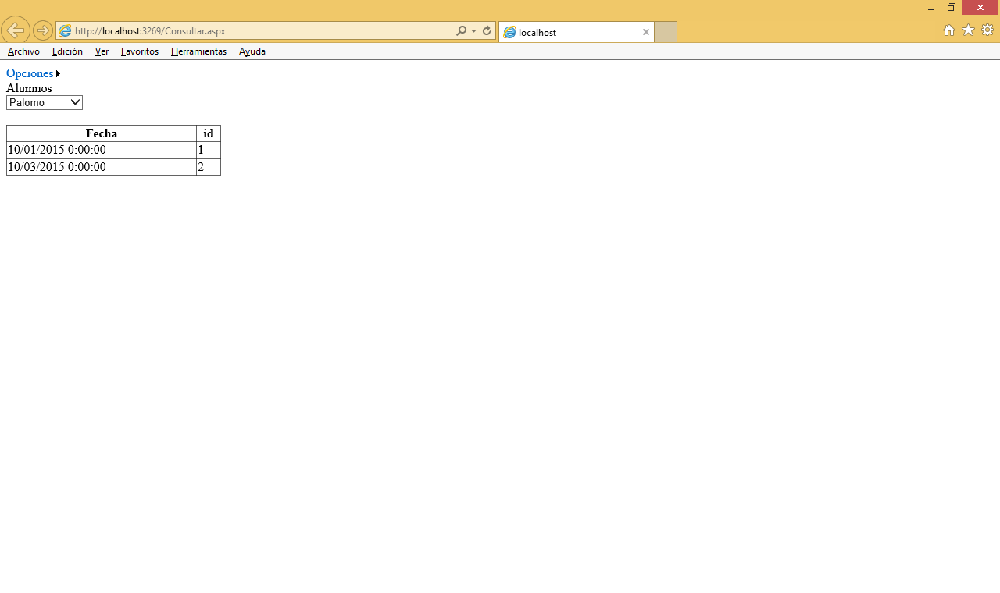 http://localhost:3269/Consultar.aspx
localhost
Archivo Edición Ver Favoritos Herramientas Ayuda
Opciones
Alumnos
Palomo
Fecha id
10/01/2015 0:00:00 1
10/03/2015 0:00:00 2